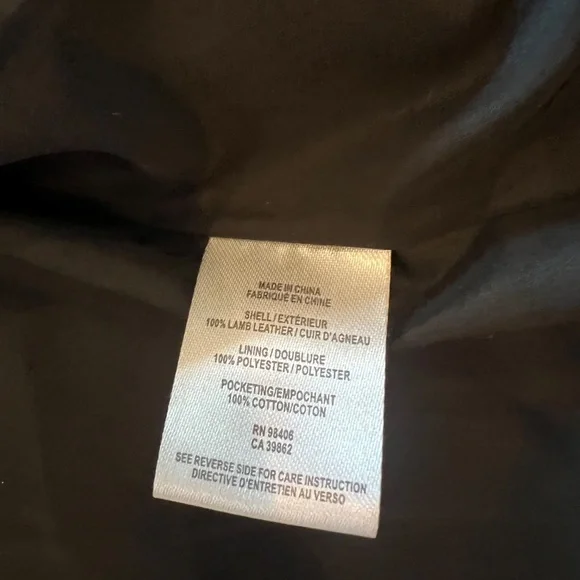 MADE IN CHINA
FABRIQUÉ EN CHINE
SHELL / EXTÉRIEUR
100% LAMB LEATHER / CUIR D'AGNEAU
LINING / DOUBLURE
100% POLYESTER / POLYESTER
POCKETING/EMPOCHANT
100% COTTON/COTON
RN 98406
CA 39862
SEE REVERSE SIDE FOR CARE INSTRUCTION
DIRECTIVE D'ENTRETIEN AU VERSO